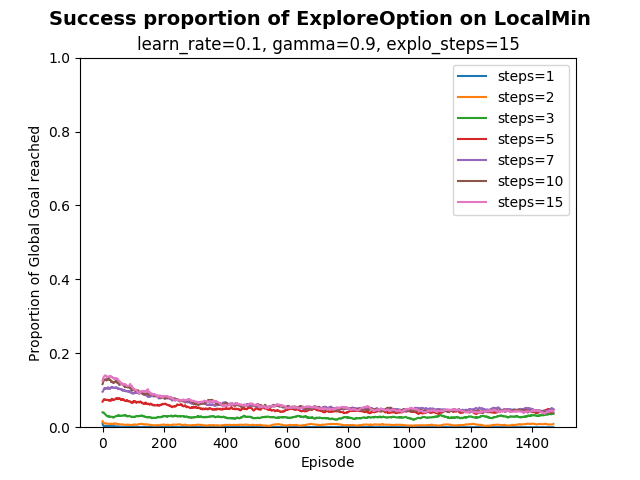 Success proportion of ExploreOption on LocalMin
learn_rate=0.1, gamma=0.9, explo_steps=15
1.0
0.8
0.6
0.4
0.2
0.0
Proportion of Global Goal reached
steps=1
steps=2
steps=3
steps=5
steps=7
steps=10
steps=15
0 200 400 600 800 1000 1200 1400
Episode